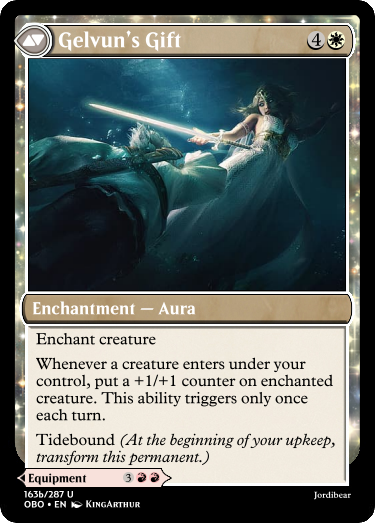 Gelvun's Gift 4
Enchantment — Aura
Enchant creature
Whenever a creature enters under your
control, put a +1/+1 counter on enchanted
creature. This ability triggers only once
each turn.
Tidebound (At the beginning of your upkeep,
transform this permanent.)
Equipment 3
163b/287 U
OBO • EN KingArthur
Jordibear